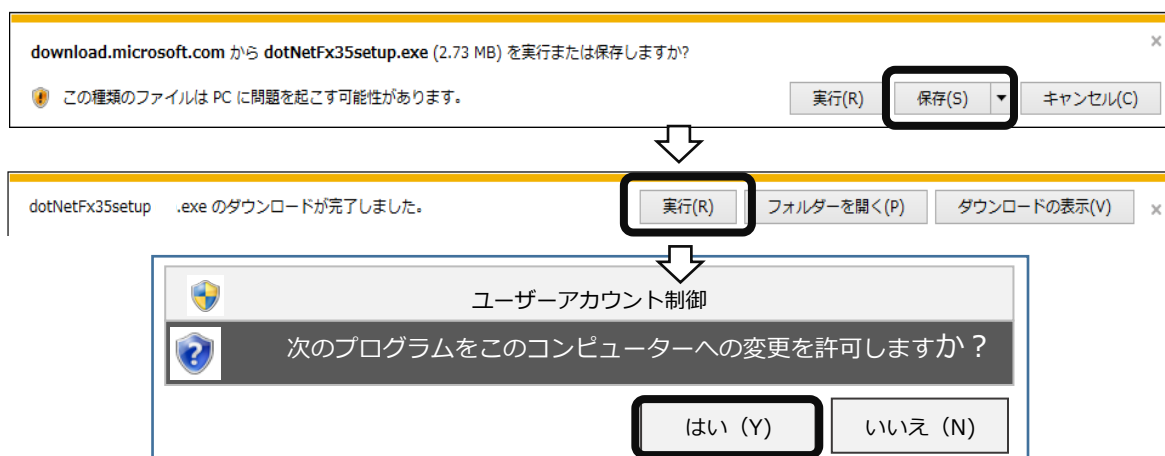 download.microsoft.com から dotNetFx35setup.exe (2.73 MB) を実行または保存しますか?
×
この種類のファイルは PC に問題を起こす可能性があります。
実行(R) 保存(S) ▼ キャンセル(C)
dotNetFx35setup .exe のダウンロードが完了しました。 実行(R) フォルダーを開く(P) ダウンロードの表示(V) ×
ユーザーアカウント制御
次のプログラムをこのコンピューターへの変更を許可しますか？
はい（Y） いいえ（N）